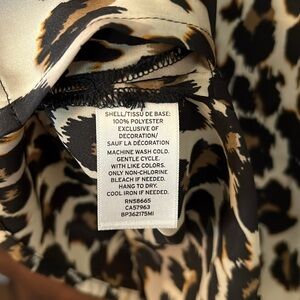 SHELL/TISSU DE BASE:
100% POLYESTER
EXCLUSIVE OF
DECORATION/
SAUF LA DÉCORATION
MACHINE WASH COLD.
GENTLE CYCLE.
WITH LIKE COLORS.
ONLY NON-CHLORINE
BLEACH IF NEEDED.
HANG TO DRY.
COOL IRON IF NEEDED.
RN58665
CA57963
BP362175MI